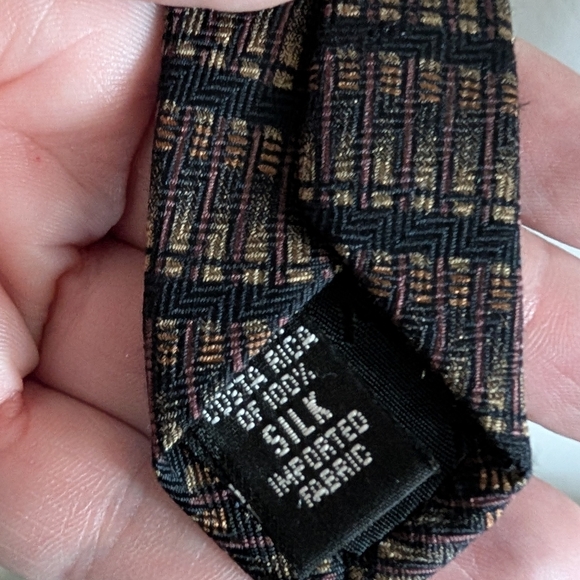 COSTA RICA
OF 100%
SILK
IMPORTED
FABRIC